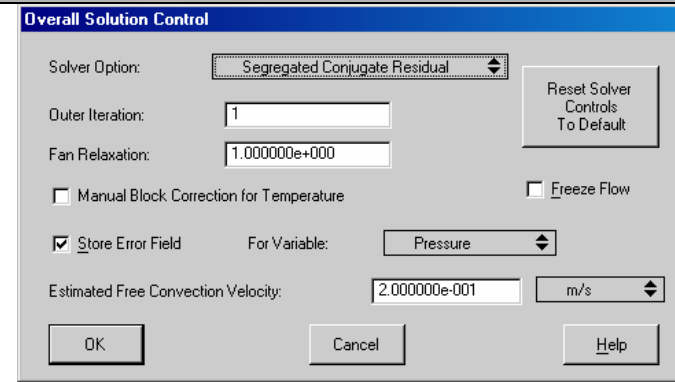 Overall Solution Control
Solver Option: Segregated Conjugate Residual
Reset Solver
Controls
To Default
Outer Iteration: 1
Fan Relaxation: 1.000000e+000
Manual Block Correction for Temperature
Freeze Flow
Store Error Field For Variable: Pressure
Estimated Free Convection Velocity: 2.000000e-001 m/s
OK Cancel Help